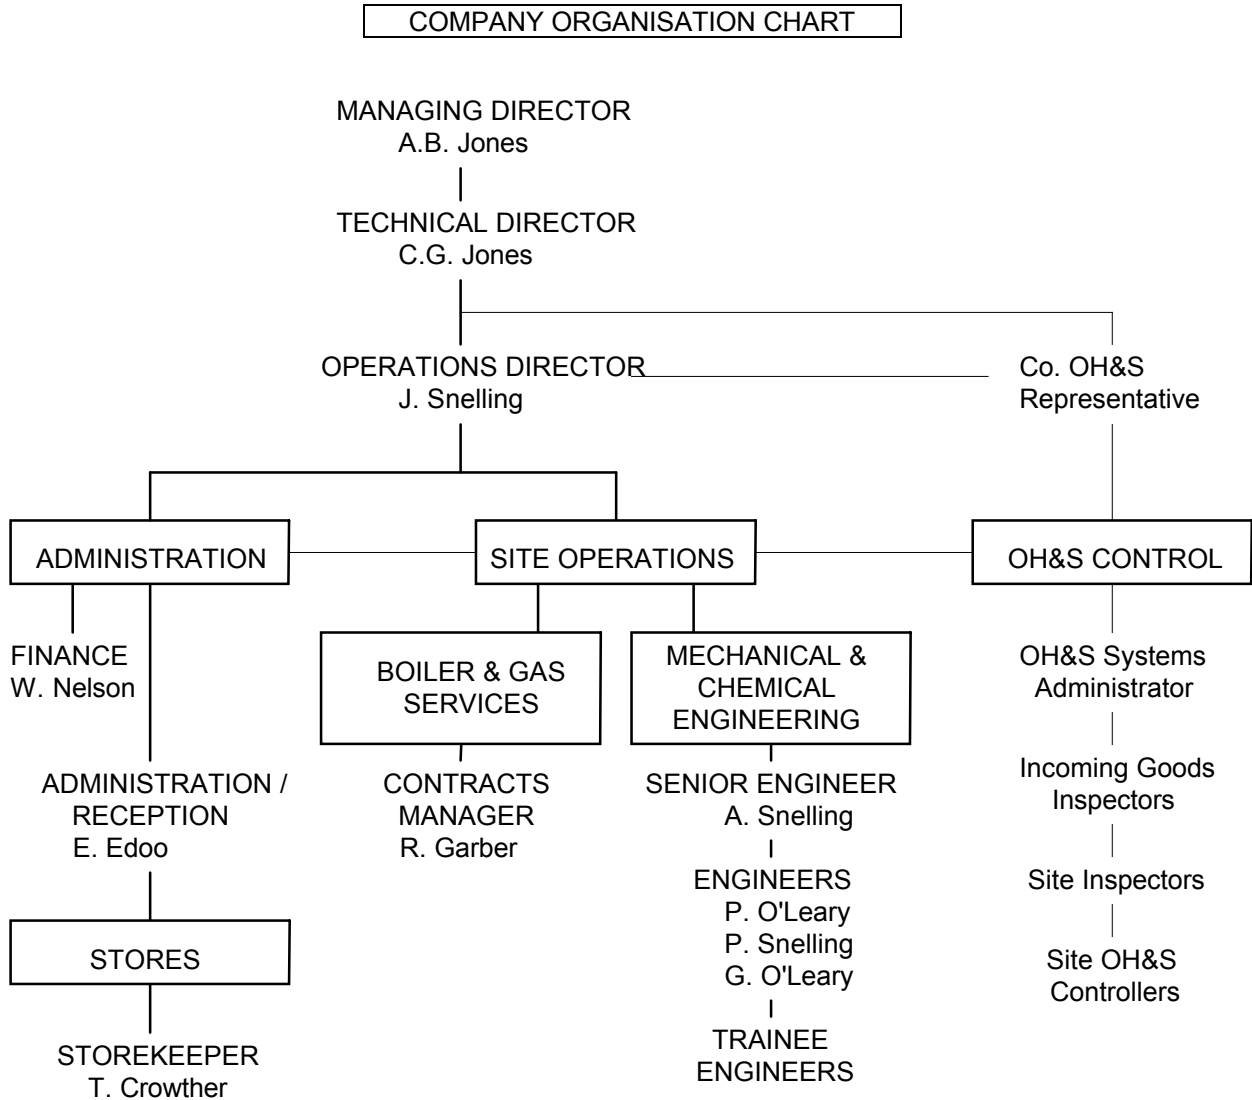 COMPANY ORGANISATION CHART
MANAGING DIRECTOR
A.B. Jones
TECHNICAL DIRECTOR
C.G. Jones
OPERATIONS DIRECTOR
J. Snelling
Co. OH&S
Representative
ADMINISTRATION
SITE OPERATIONS
OH&S CONTROL
FINANCE
W. Nelson
BOILER & GAS
SERVICES
MECHANICAL &
CHEMICAL
ENGINEERING
OH&S Systems
Administrator
ADMINISTRATION /
RECEPTION
E. Edoo
CONTRACTS
MANAGER
R. Garber
SENIOR ENGINEER
A. Snelling
Incoming Goods
Inspectors
ENGINEERS
P. O'Leary
P. Snelling
G. O'Leary
Site Inspectors
STORES
Site OH&S
Controllers
STOREKEEPER
T. Crowther
TRAINEE
ENGINEERS